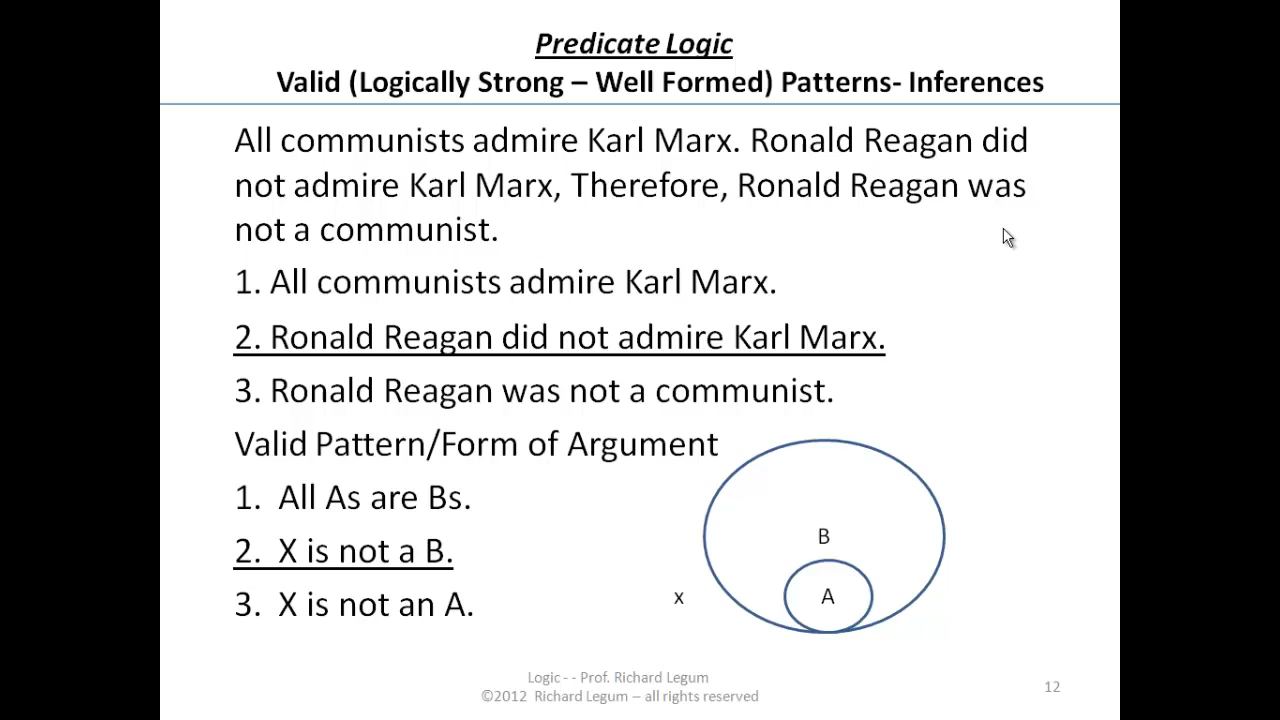 Predicate Logic
Valid (Logically Strong – Well Formed) Patterns- Inferences
All communists admire Karl Marx. Ronald Reagan did
not admire Karl Marx, Therefore, Ronald Reagan was
not a communist.
1. All communists admire Karl Marx.
2. Ronald Reagan did not admire Karl Marx.
3. Ronald Reagan was not a communist.
Valid Pattern/Form of Argument
1. All As are Bs.
2. X is not a B.
3. X is not an A.
B
A
x
Logic - - Prof. Richard Legum
©2012 Richard Legum – all rights reserved
12